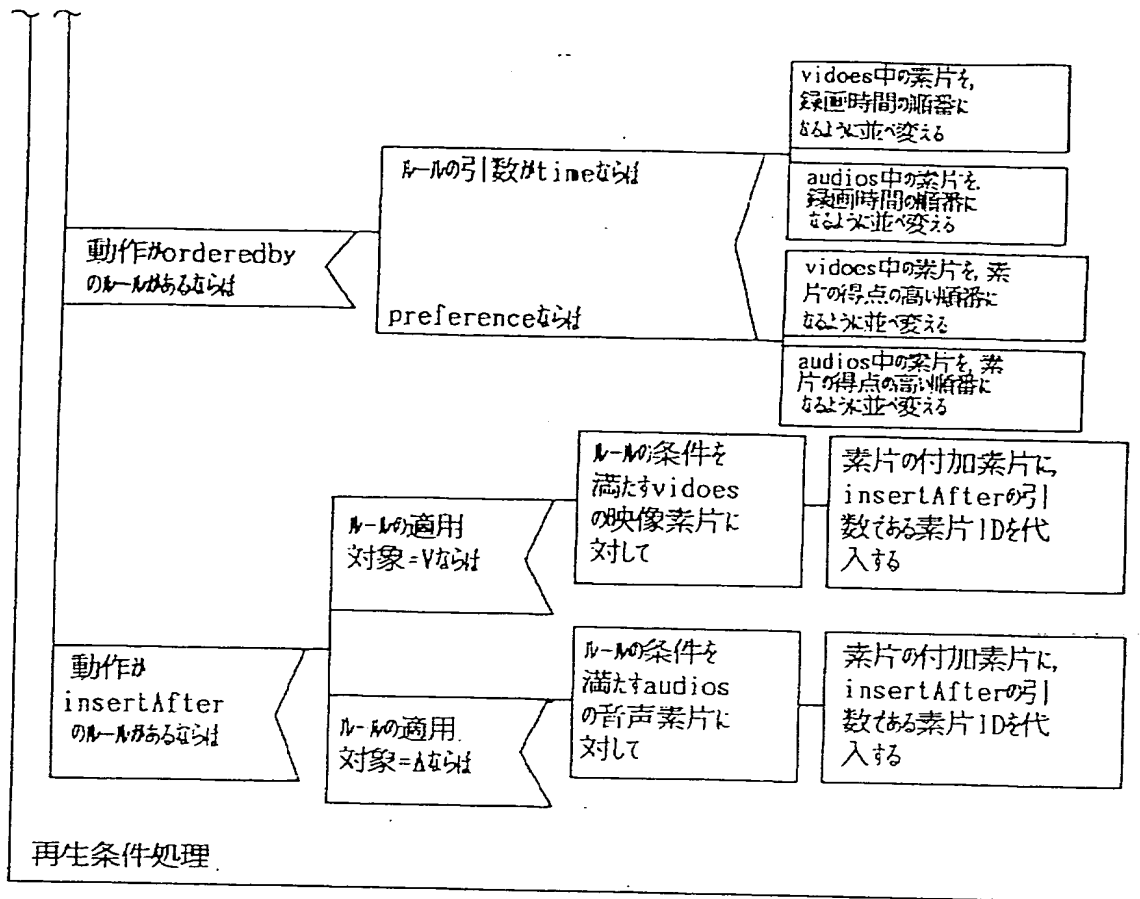 vidoes中の素片を,
録画時間の順番に
なるように並べ変える
ルールの引数がtimeならば
audios中の素片を,
録画時間の順番に
なるように並べ変える
動作がorderedby
のルールがあるならば
vidoes中の素片を, 素
片の得点の高い順番に
なるように並べ変える
preferenceならば
audios中の素片を, 素
片の得点の高い順番に
なるように並べ変える
ルールの条件を
満たすvidoes
の映像素片に
対して
素片の付加素片に,
insertAfterの引
数である素片IDを代
入する
ルールの適用
対象=Vならば
動作が
insertAfter
のルールがあるならば
ルールの適用
対象=Aならば
ルールの条件を
満たすaudios
の音声素片に
対して
素片の付加素片に,
insertAfterの引
数である素片IDを代
入する
再生条件処理